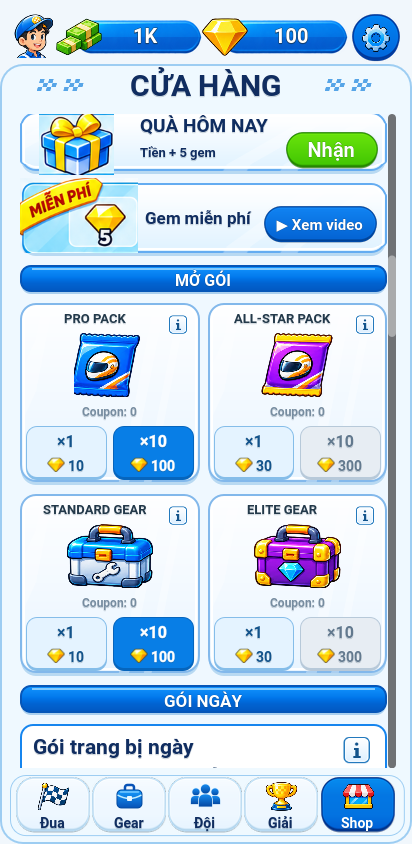 1K
100
CỬA HÀNG
QUÀ HÔM NAY
Tiền + 5 gem
Nhận
MIỄN PHÍ
5
Gem miễn phí
▶ Xem video
MỞ GÓI
PRO PACK
i
Coupon: 0
×1
10
×10
100
ALL-STAR PACK
i
Coupon: 0
×1
30
×10
300
STANDARD GEAR
i
Coupon: 0
×1
10
×10
100
ELITE GEAR
i
Coupon: 0
×1
30
×10
300
GÓI NGÀY
Gói trang bị ngày
i
Đua
Gear
Đội
Giải
Shop